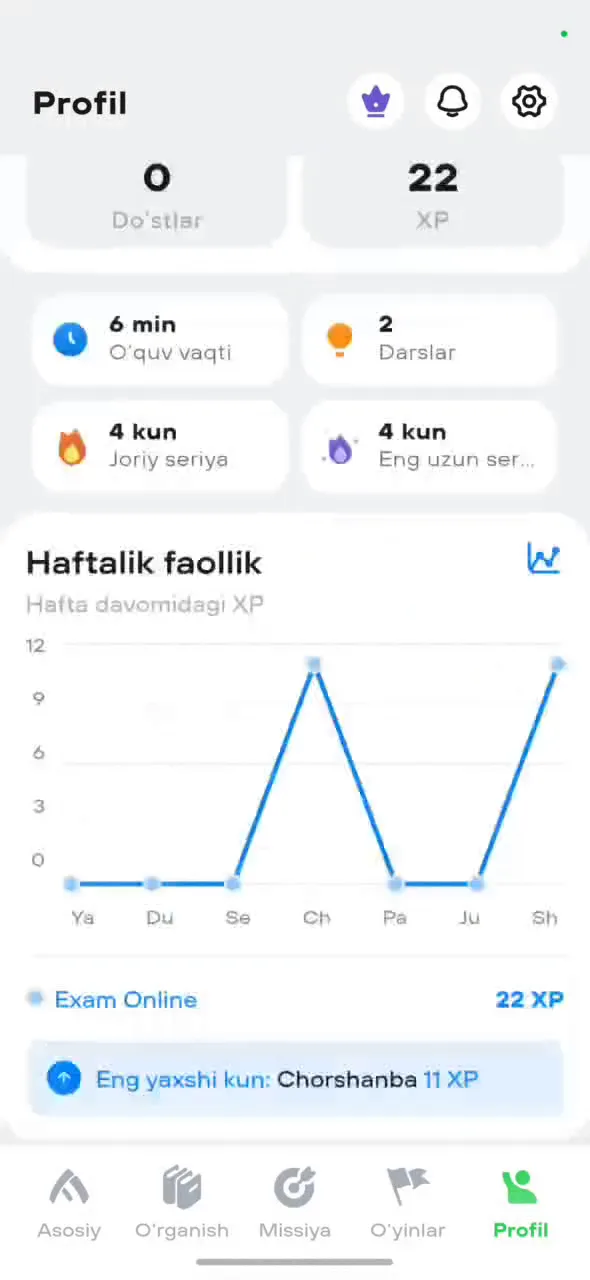 Profil
0
Do'stlar
22
XP
6 min
O'quv vaqti
2
Darslar
4 kun
Joriy seriya
4 kun
Eng uzun ser...
Haftalik faollik
Hafta davomidagi XP
12
9
6
3
0
Ya Du Se Ch Pa Ju Sh
Exam Online 22 XP
Eng yaxshi kun: Chorshanba 11 XP
Asosiy O'rganish Missiya O'yinlar Profil